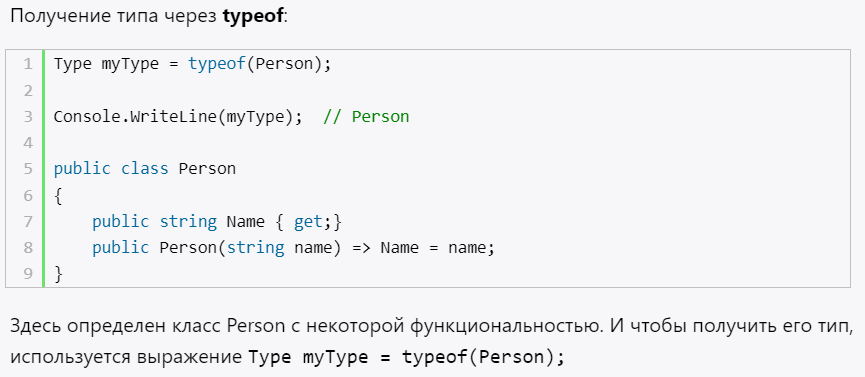 Получение типа через typeof:
1 Type myType = typeof(Person);
2
3 Console.WriteLine(myType);  // Person
4
5 public class Person
6 {
7     public string Name { get;}
8     public Person(string name) => Name = name;
9 }
Здесь определен класс Person с некоторой функциональностью. И чтобы получить его тип,
используется выражение Type myType = typeof(Person);